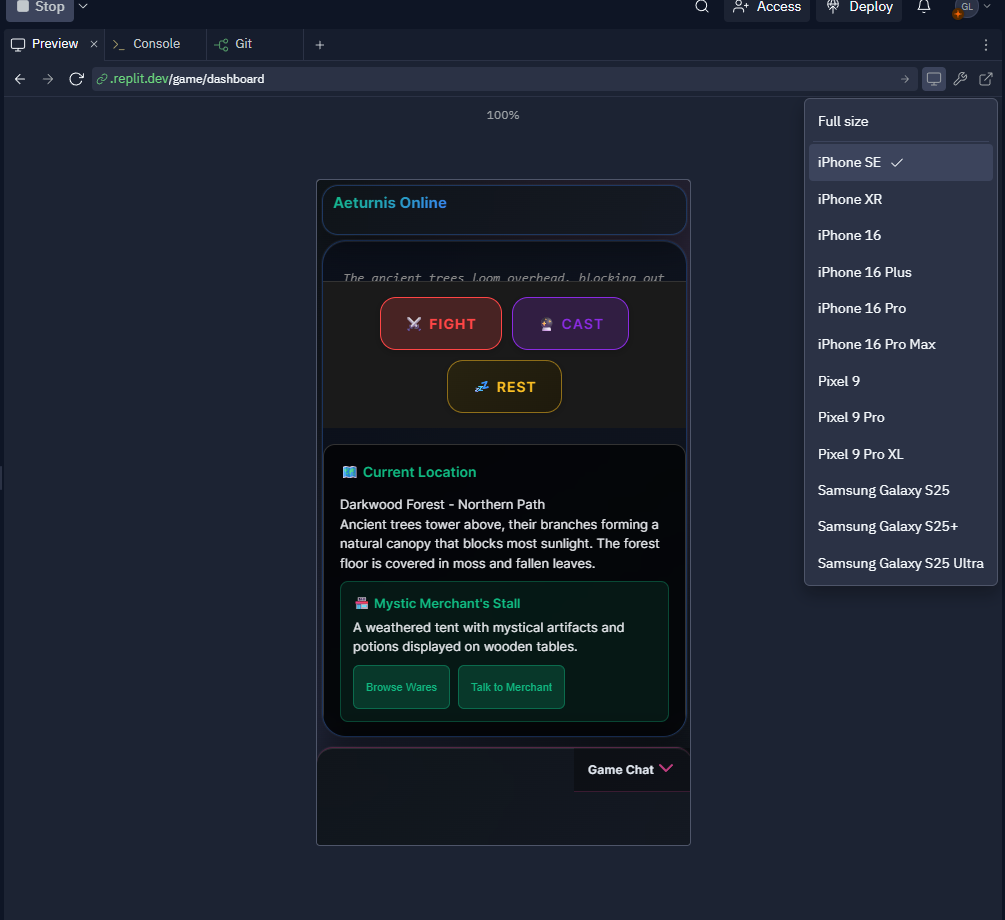 Stop
Access
Deploy
GL
Preview
Console
Git
.replit.dev/game/dashboard
100%
Full size
iPhone SE
iPhone XR
iPhone 16
iPhone 16 Plus
iPhone 16 Pro
iPhone 16 Pro Max
Pixel 9
Pixel 9 Pro
Pixel 9 Pro XL
Samsung Galaxy S25
Samsung Galaxy S25+
Samsung Galaxy S25 Ultra
Aeturnis Online
The ancient trees loom overhead, blocking out
FIGHT
CAST
REST
Current Location
Darkwood Forest - Northern Path
Ancient trees tower above, their branches forming a
natural canopy that blocks most sunlight. The forest
floor is covered in moss and fallen leaves.
Mystic Merchant's Stall
A weathered tent with mystical artifacts and
potions displayed on wooden tables.
Browse Wares
Talk to Merchant
Game Chat